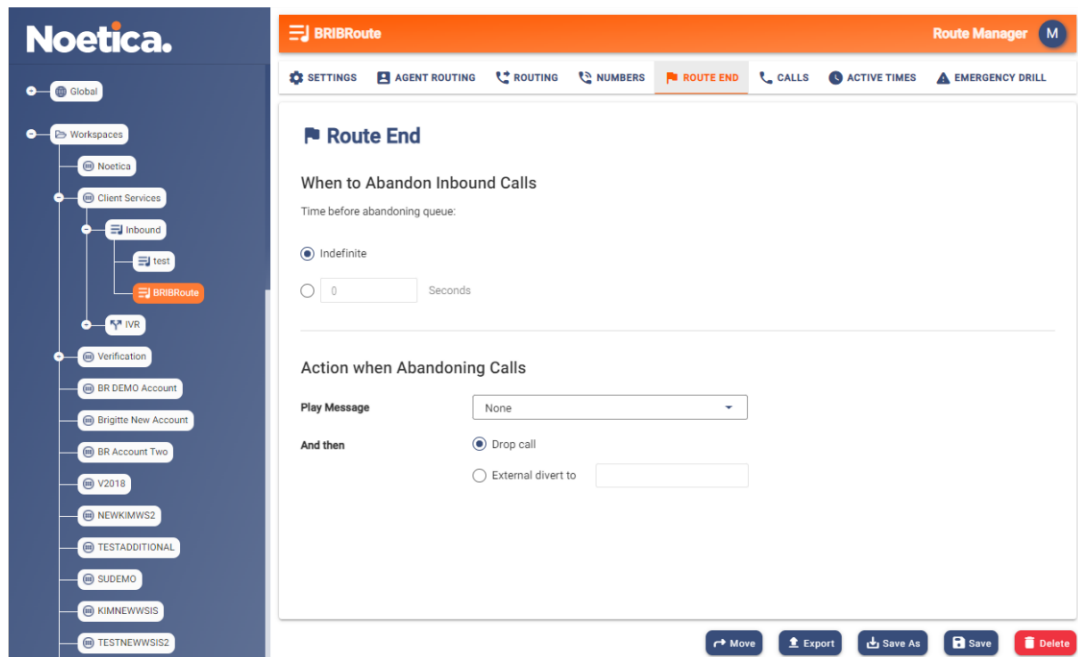 Noetica.
Global
Workspaces
Noetica
Client Services
Inbound
test
BRIBRoute
IVR
Verification
BR DEMO Account
Brigitte New Account
BR Account Two
V2018
NEWKIMWS2
TESTADDITIONAL
SUDEMO
KIMNEWWSIS
TESTNEWWSIS2
BRIBRoute Route Manager M
SETTINGS AGENT ROUTING ROUTING NUMBERS ROUTE END CALLS ACTIVE TIMES EMERGENCY DRILL
Route End
When to Abandon Inbound Calls
Time before abandoning queue:
Indefinite
0 Seconds
Action when Abandoning Calls
Play Message None
And then Drop call
External divert to
Move Export Save As Save Delete